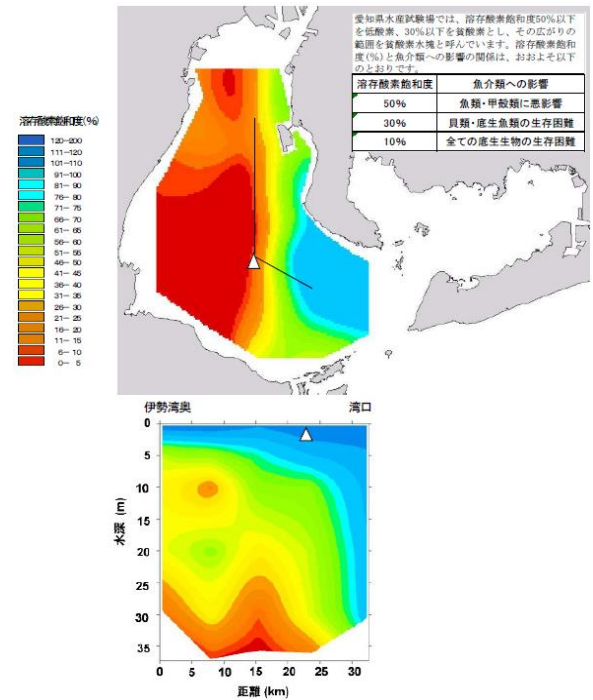 愛知県水産試験場では、溶存酸素飽和度50%以下
を低酸素、30%以下を貧酸素とし、その広がりの
範囲を貧酸素水塊と呼んでいます。溶存酸素飽和
度(%)と魚介類への影響の関係は、おおよそ以下
のとおりです。
溶存酸素飽和度 魚介類への影響
50% 魚類・甲殻類に悪影響
30% 貝類・底生魚類の生存困難
10% 全ての底生生物の生存困難
溶存酸素飽和度(%)
120-200
111-120
101-110
91-100
81-90
76-80
71-75
66-70
61-65
56-60
51-55
46-50
41-45
36-40
31-35
26-30
21-25
16-20
11-15
6-10
0-5
伊勢湾奥 湾口
0
5
10
15
20
25
30
35
水深 (m)
0 5 10 15 20 25 30
距離 (km)